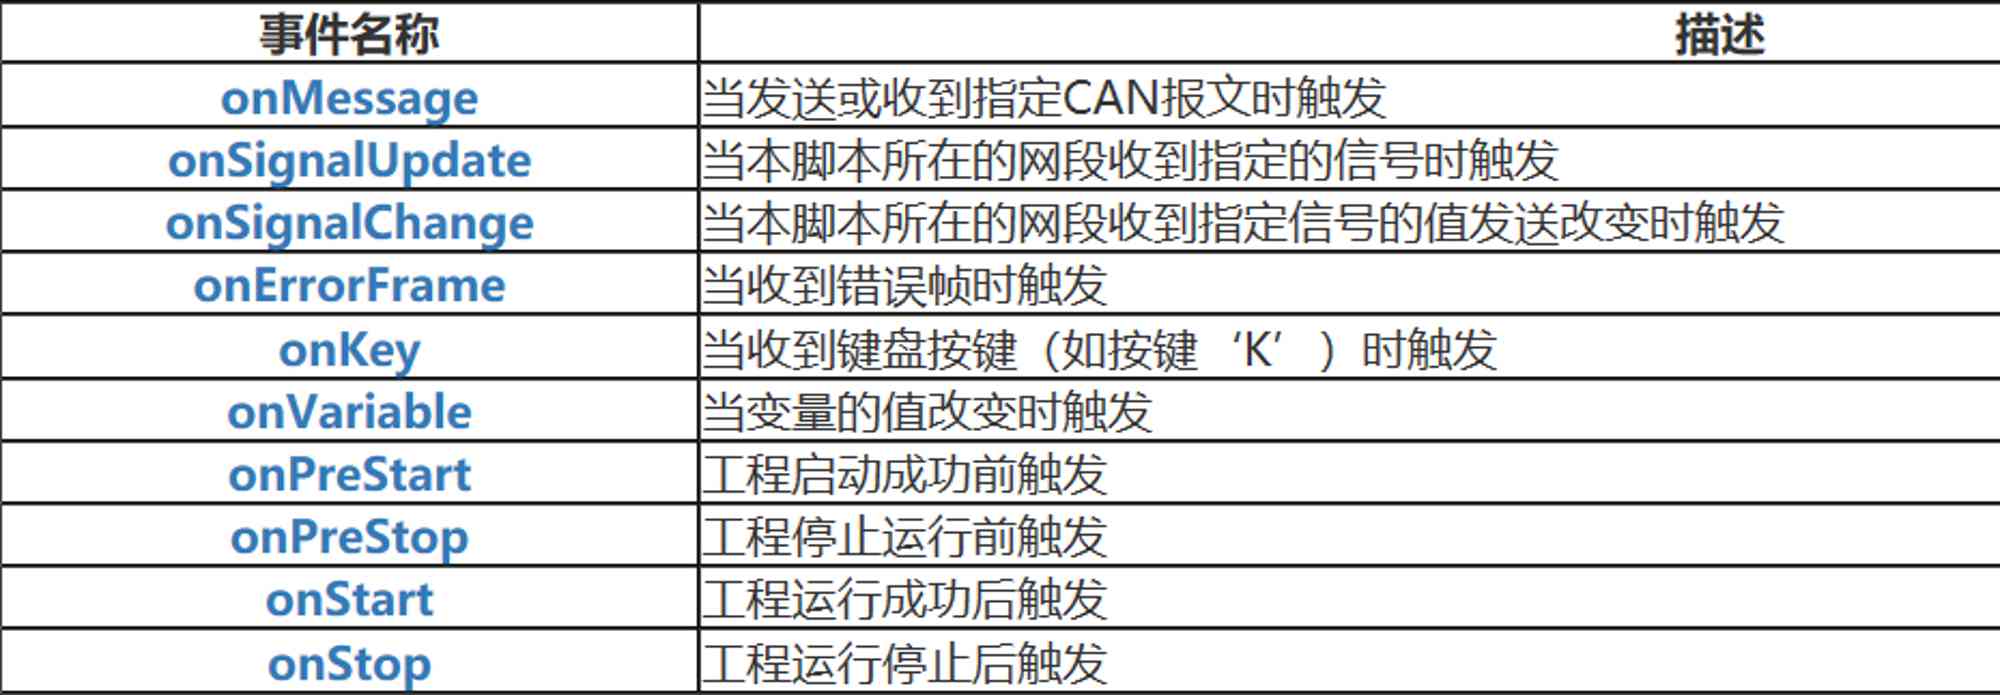 事件名称 描述
onMessage 当发送或收到指定CAN报文时触发
onSignalUpdate 当本脚本所在的网段收到指定的信号时触发
onSignalChange 当本脚本所在的网段收到指定信号的值发送改变时触发
onErrorFrame 当收到错误帧时触发
onKey 当收到键盘按键（如按键‘K’）时触发
onVariable 当变量的值改变时触发
onPreStart 工程启动成功前触发
onPreStop 工程停止运行前触发
onStart 工程运行成功后触发
onStop 工程运行停止后触发